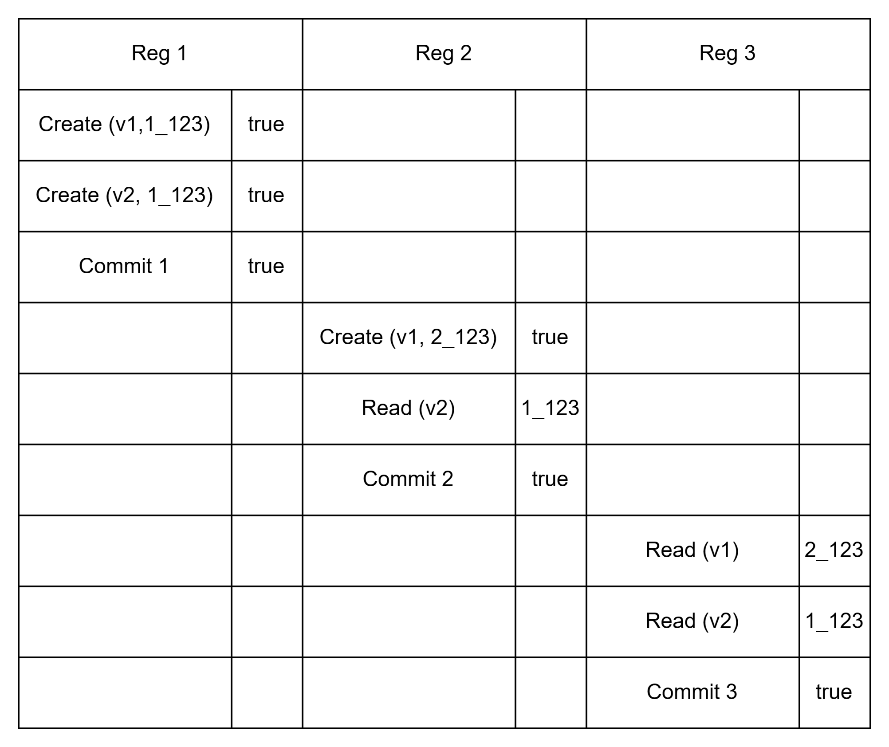 Reg 1 Reg 2 Reg 3
Create (v1,1_123) true
Create (v2, 1_123) true
Commit 1 true
Create (v1, 2_123) true
Read (v2) 1_123
Commit 2 true
Read (v1) 2_123
Read (v2) 1_123
Commit 3 true